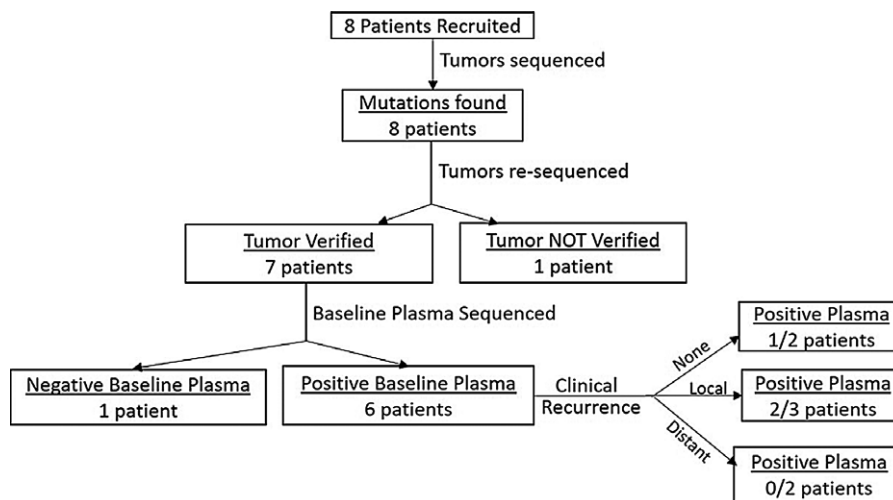 8 Patients Recruited
Tumors sequenced
Mutations found
8 patients
Tumors re-sequenced
Tumor Verified
7 patients
Tumor NOT Verified
1 patient
Baseline Plasma Sequenced
Negative Baseline Plasma
1 patient
Positive Baseline Plasma
6 patients
Clinical
Recurrence
None
Positive Plasma
1/2 patients
Local
Positive Plasma
2/3 patients
Distant
Positive Plasma
0/2 patients